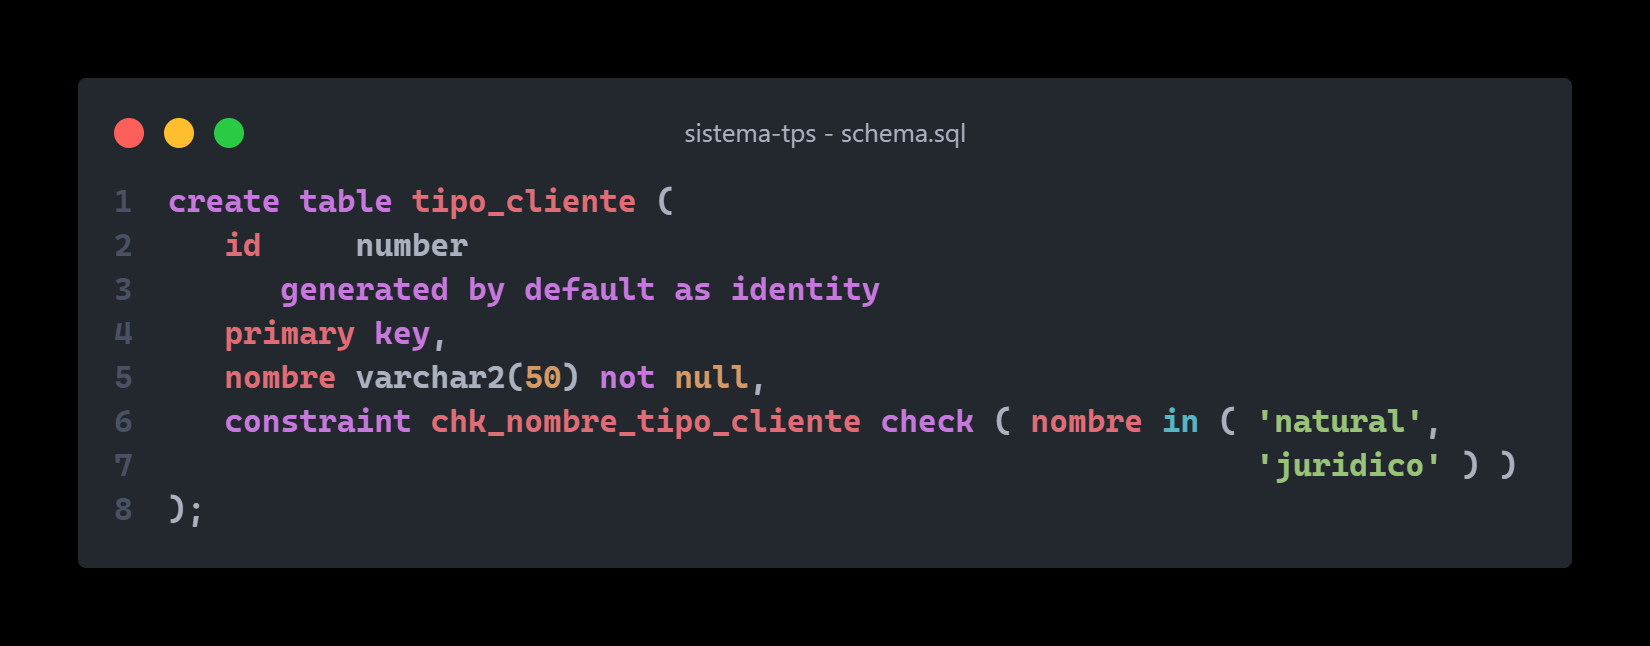 sistema-tps - schema.sql
1 create table tipo_cliente (
2    id     number
3       generated by default as identity
4    primary key,
5    nombre varchar2(50) not null,
6    constraint chk_nombre_tipo_cliente check ( nombre in ( 'natural',
7                                                           'juridico' ) )
8 );